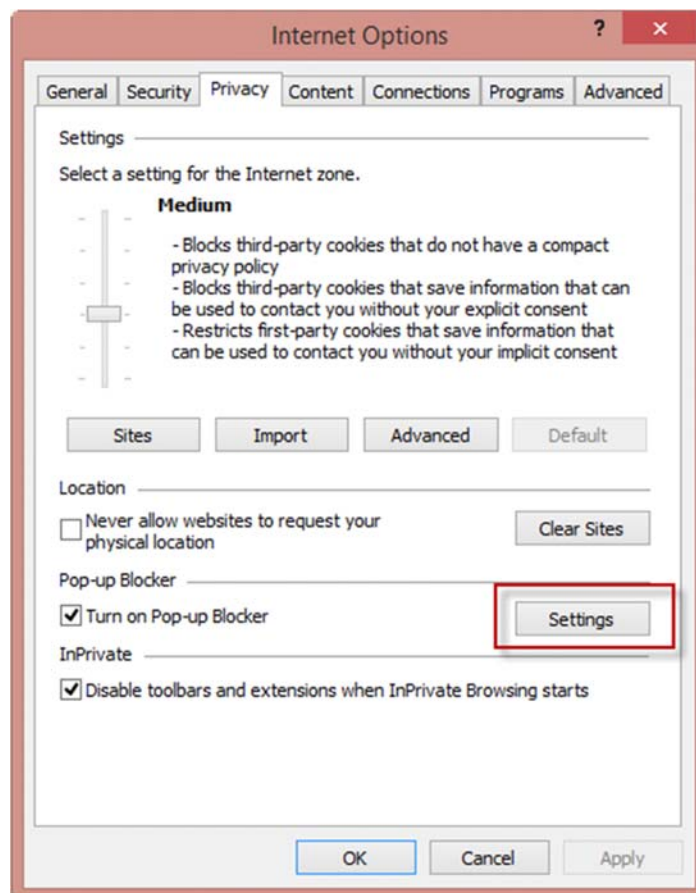 Internet Options
? ×
General Security Privacy Content Connections Programs Advanced
Settings
Select a setting for the Internet zone.
Medium
- Blocks third-party cookies that do not have a compact
privacy policy
- Blocks third-party cookies that save information that can
be used to contact you without your explicit consent
- Restricts first-party cookies that save information that
can be used to contact you without your implicit consent
Sites Import Advanced Default
Location
Never allow websites to request your
physical location
Clear Sites
Pop-up Blocker
Turn on Pop-up Blocker
Settings
InPrivate
Disable toolbars and extensions when InPrivate Browsing starts
OK Cancel Apply